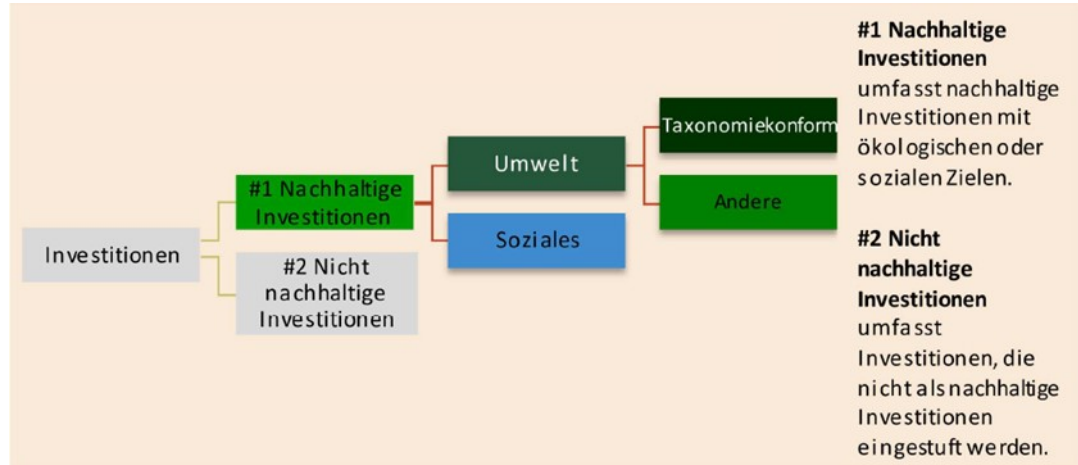 Investitionen
#1 Nachhaltige
Investitionen
#2 Nicht
nachhaltige
Investitionen
Umwelt
Soziales
Taxonomiekonform
Andere
#1 Nachhaltige
Investitionen
umfasst nachhaltige
Investitionen mit
ökologischen oder
sozialen Zielen.
#2 Nicht
nachhaltige
Investitionen
umfasst
Investitionen, die
nicht als nachhaltige
Investitionen
eingestuft werden.